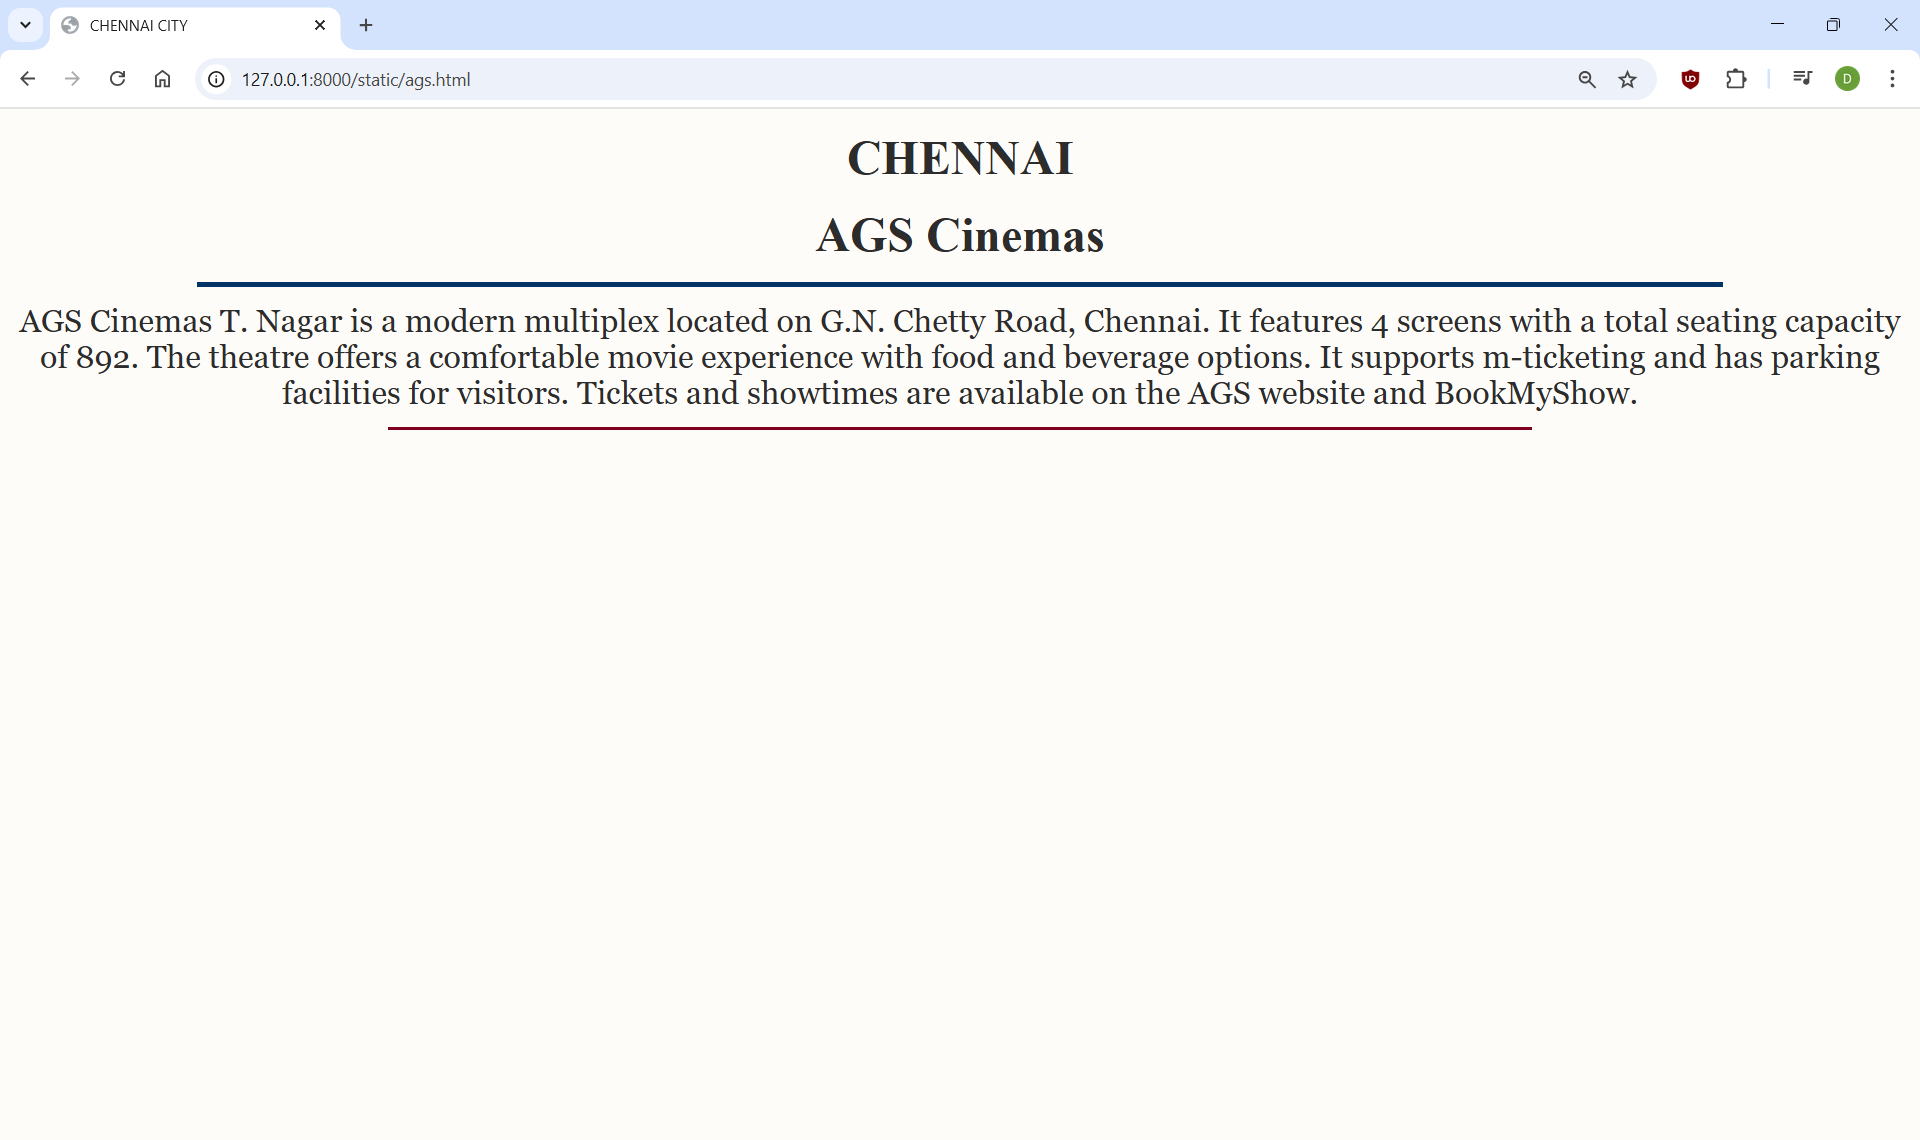 CHENNAI CITY
127.0.0.1:8000/static/ags.html
D
CHENNAI
AGS Cinemas
AGS Cinemas T. Nagar is a modern multiplex located on G.N. Chetty Road, Chennai. It features 4 screens with a total seating capacity
of 892. The theatre offers a comfortable movie experience with food and beverage options. It supports m-ticketing and has parking
facilities for visitors. Tickets and showtimes are available on the AGS website and BookMyShow.